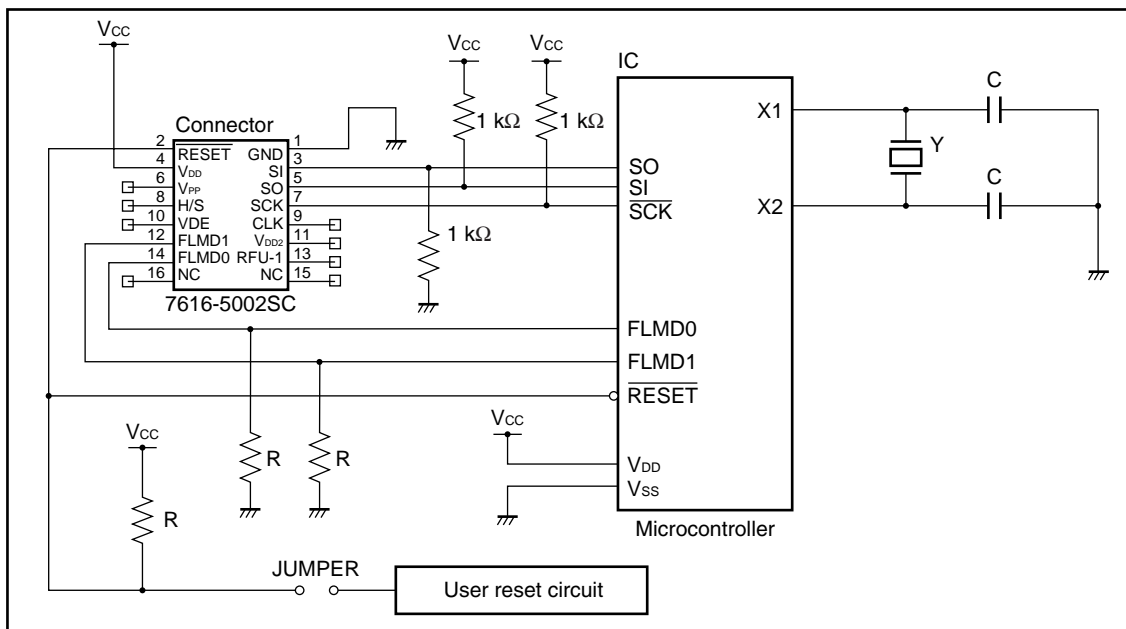 VCC
VCC
VCC
IC
1 kΩ
1 kΩ
X1
C
Connector
2 RESET GND 1
4 VDD SI 3
6 VPP SO 5
8 H/S SCK 7
10 VDE CLK 9
12 FLMD1 VDD2 11
14 FLMD0 RFU-1 13
16 NC NC 15
7616-5002SC
1 kΩ
SO
SI
SCK
Y
X2
C
FLMD0
FLMD1
RESET
R
R
VCC
R
VCC
VDD
VSS
Microcontroller
JUMPER
User reset circuit